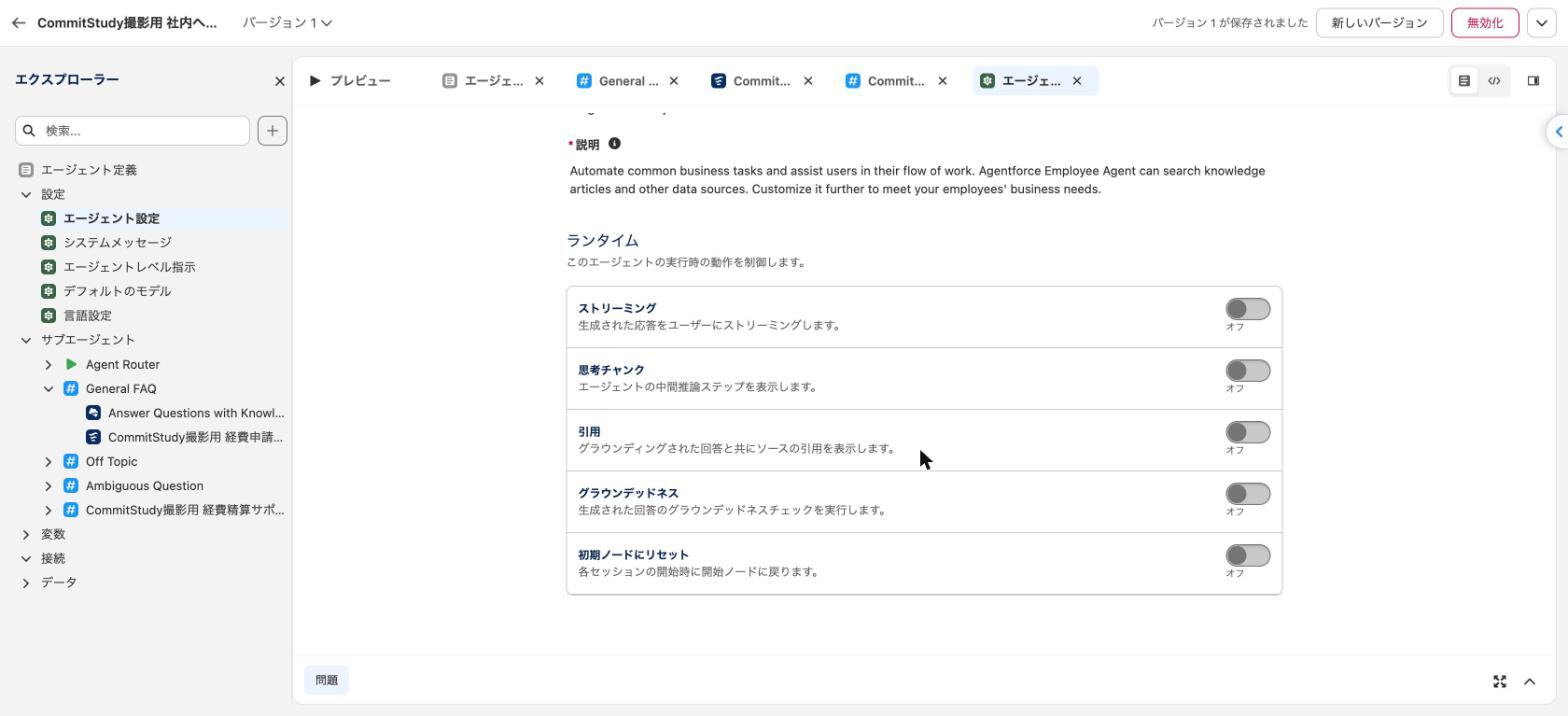 CommitStudy撮影用 社内ヘ...
バージョン 1
バージョン 1 が保存されました
新しいバージョン
無効化
エクスプローラー
検索...
エージェント定義
設定
エージェント設定
システムメッセージ
エージェントレベル指示
デフォルトのモデル
言語設定
サブエージェント
Agent Router
General FAQ
Answer Questions with Knowl...
CommitStudy撮影用 経費申請...
Off Topic
Ambiguous Question
CommitStudy撮影用 経費精算サポ...
変数
接続
データ
プレビュー
エージェ...
General ...
Commit...
Commit...
エージェ...
*説明
Automate common business tasks and assist users in their flow of work. Agentforce Employee Agent can search knowledge
articles and other data sources. Customize it further to meet your employees' business needs.
ランタイム
このエージェントの実行時の動作を制御します。
ストリーミング
生成された応答をユーザーにストリーミングします。
オフ
思考チャンク
エージェントの中間推論ステップを表示します。
オフ
引用
グラウンディングされた回答と共にソースの引用を表示します。
オフ
グラウンデッドネス
生成された回答のグラウンデッドネスチェックを実行します。
オフ
初期ノードにリセット
各セッションの開始時に開始ノードに戻ります。
オフ
問題